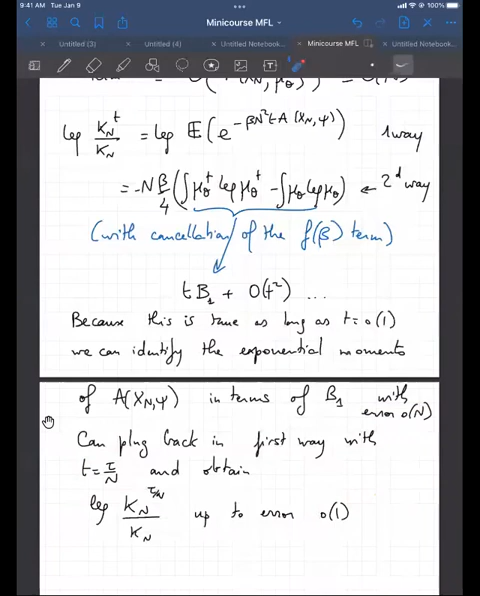 9:41 AM Tue Jan 9
100%
Minicourse MFL
Untitled (3)
Untitled (4)
Untitled Notebook...
Minicourse MFL
Untitled Notebook...
log K_N^t / K_N = log 𝔼 ( e^{-βN²t A(X_N, ψ)} ) 1 way
= -N β/4 ( ∫ μ_θ^t log μ_θ^t - ∫ μ_θ log μ_θ ) ← 2^d way
(with cancellation of the f(β) term)
t B_1 + O(t²) ...
Because this is true as long as t = o(1)
we can identify the exponential moments
of A(X_N, ψ) in terms of B_1 with
error o(N)
Can plug back in first way with
t = τ/N and obtain
log K_N^{τ/N} / K_N up to error o(1)